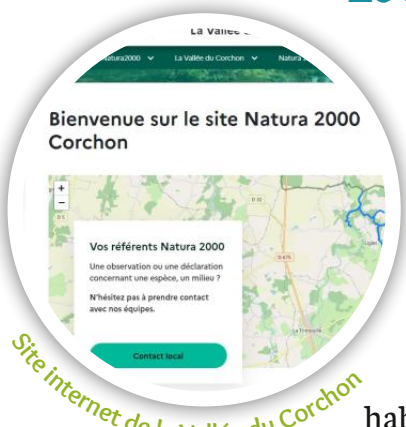 La Vallée
Natura2000 La Vallée du Corchon Natura
Bienvenue sur le site Natura 2000
Corchon
+
−
D 52
D 675
Vos référents Natura 2000
Une observation ou une déclaration
concernant une espèce, un milieu ?
N'hésitez pas à prendre contact
avec nos équipes.
Contact local
Site internet de la Vallée du Corchon
hab